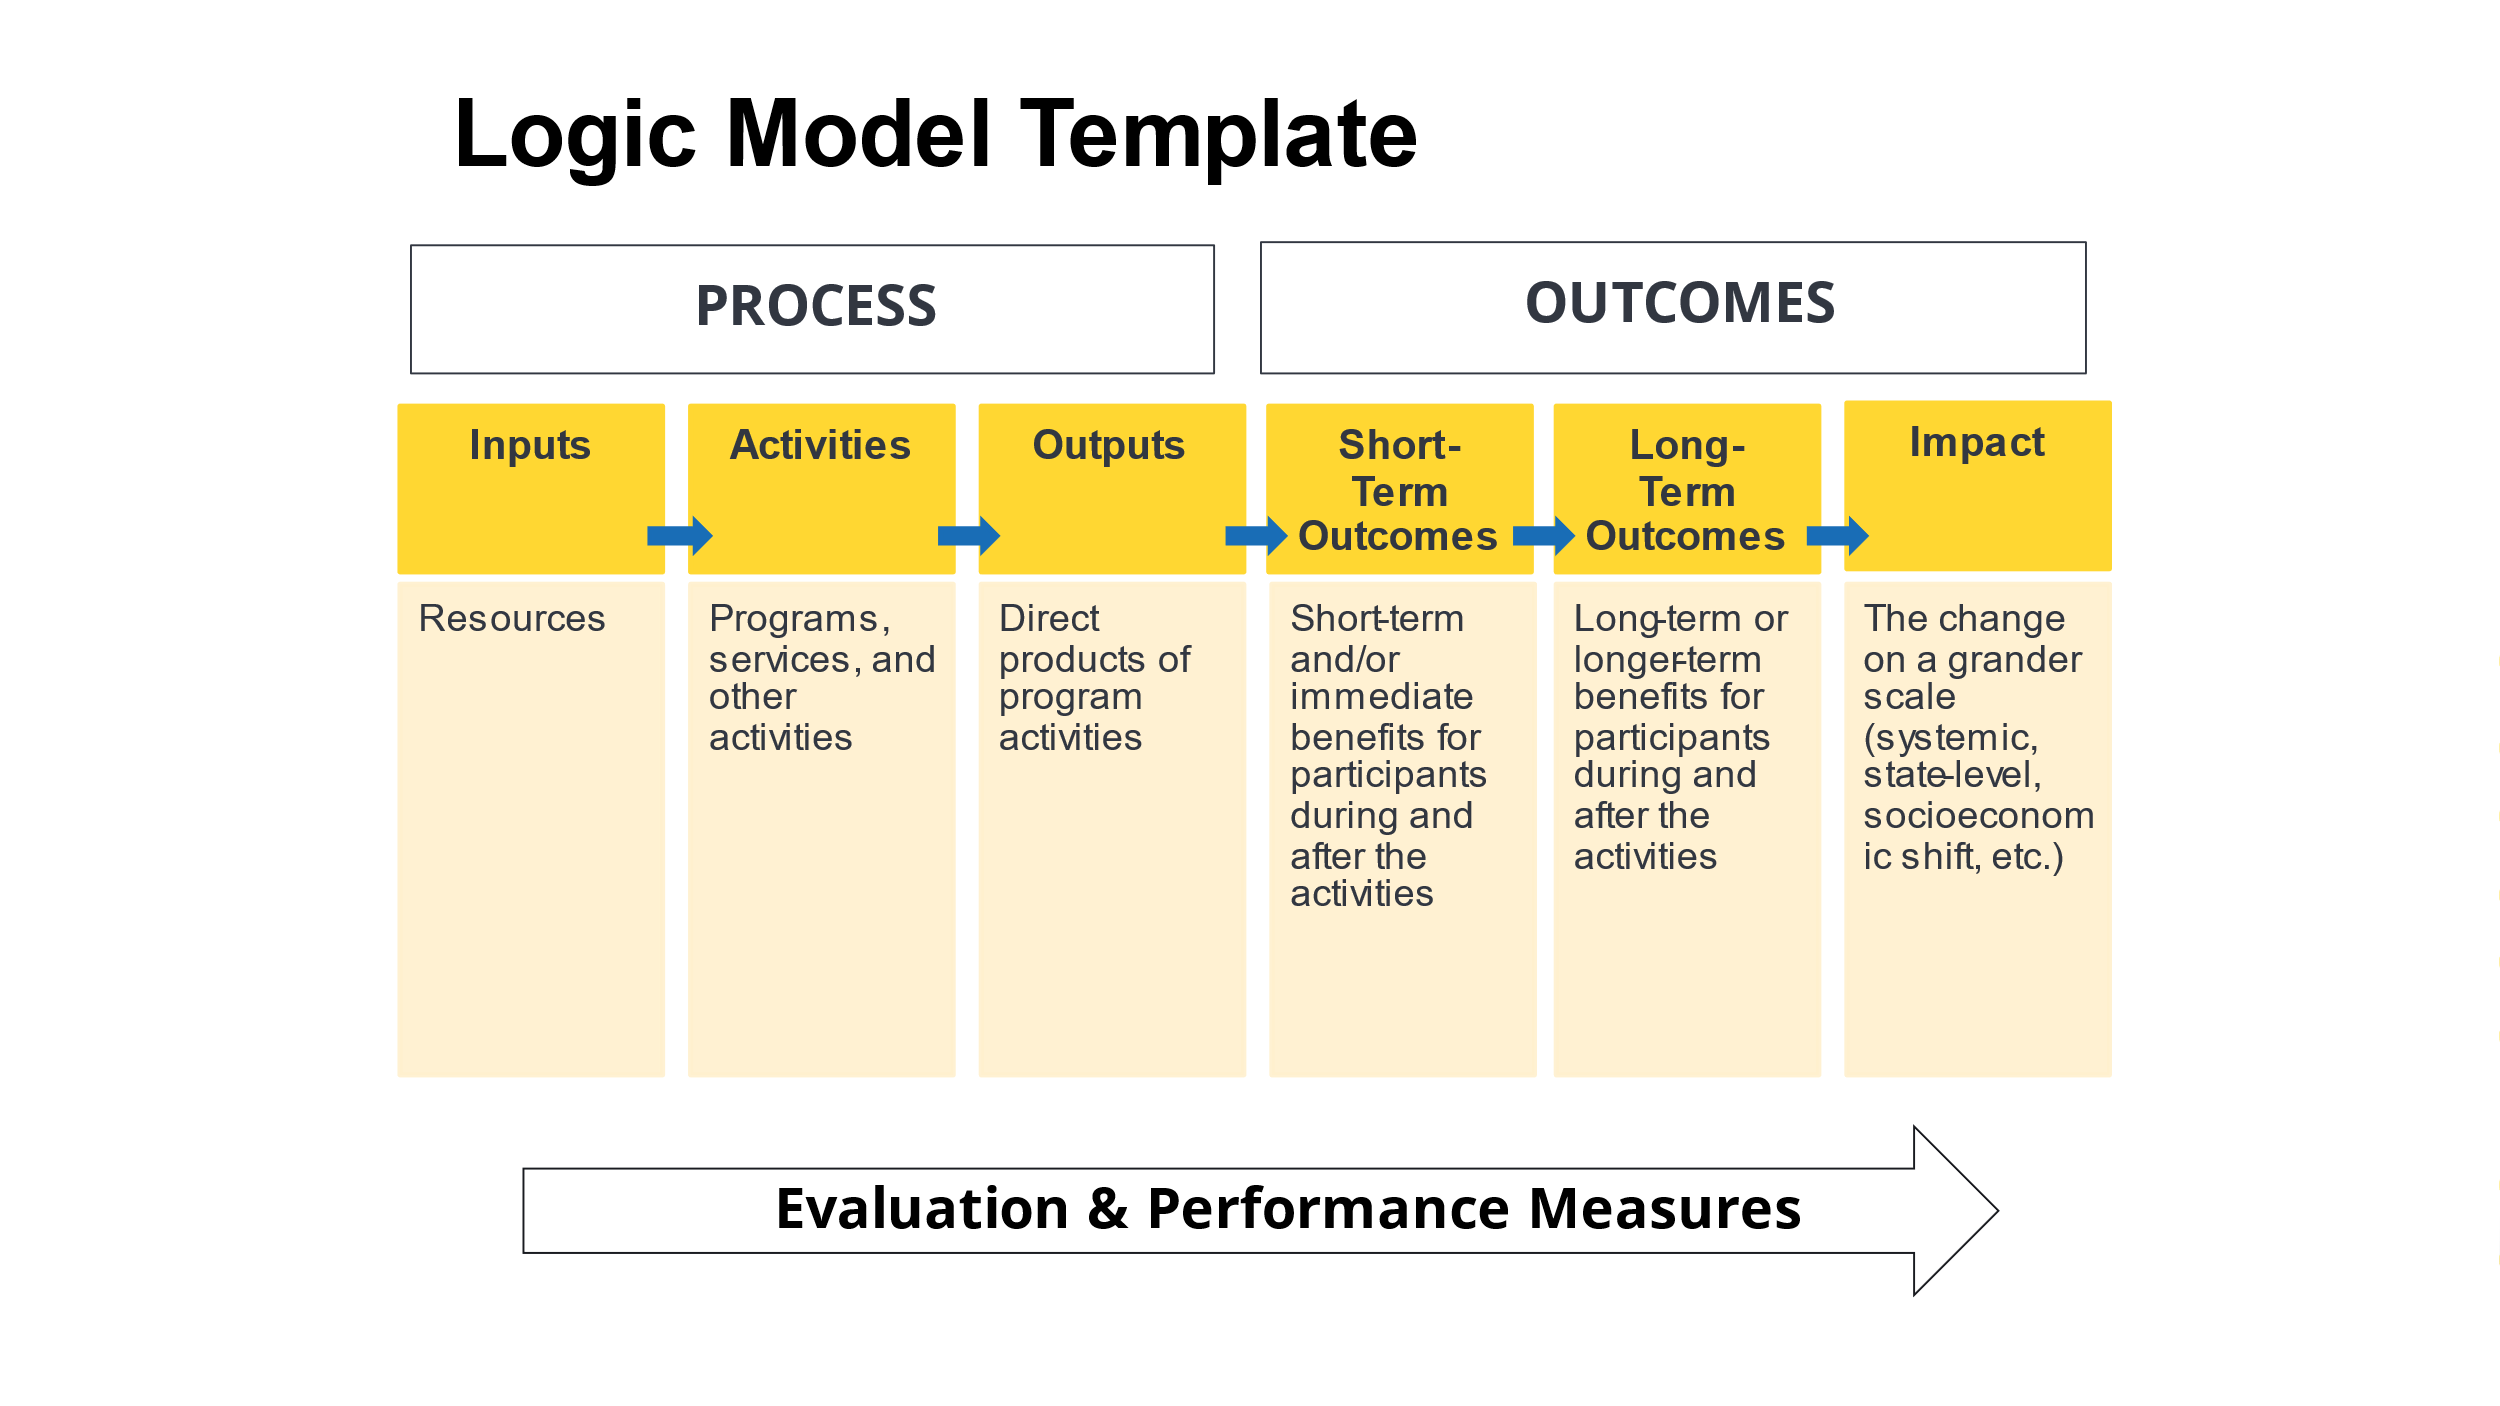 Logic Model Template
PROCESS
OUTCOMES
Inputs
Activities
Outputs
Short-
Term
Outcomes
Long-
Term
Outcomes
Impact
Resources
Programs,
services, and
other
activities
Direct
products of
program
activities
Short-term
and/or
immediate
benefits for
participants
during and
after the
activities
Long-term or
longer-term
benefits for
participants
during and
after the
activities
The change
on a grander
scale
(systemic,
state-level,
socioeconom
ic shift, etc.)
Evaluation & Performance Measures